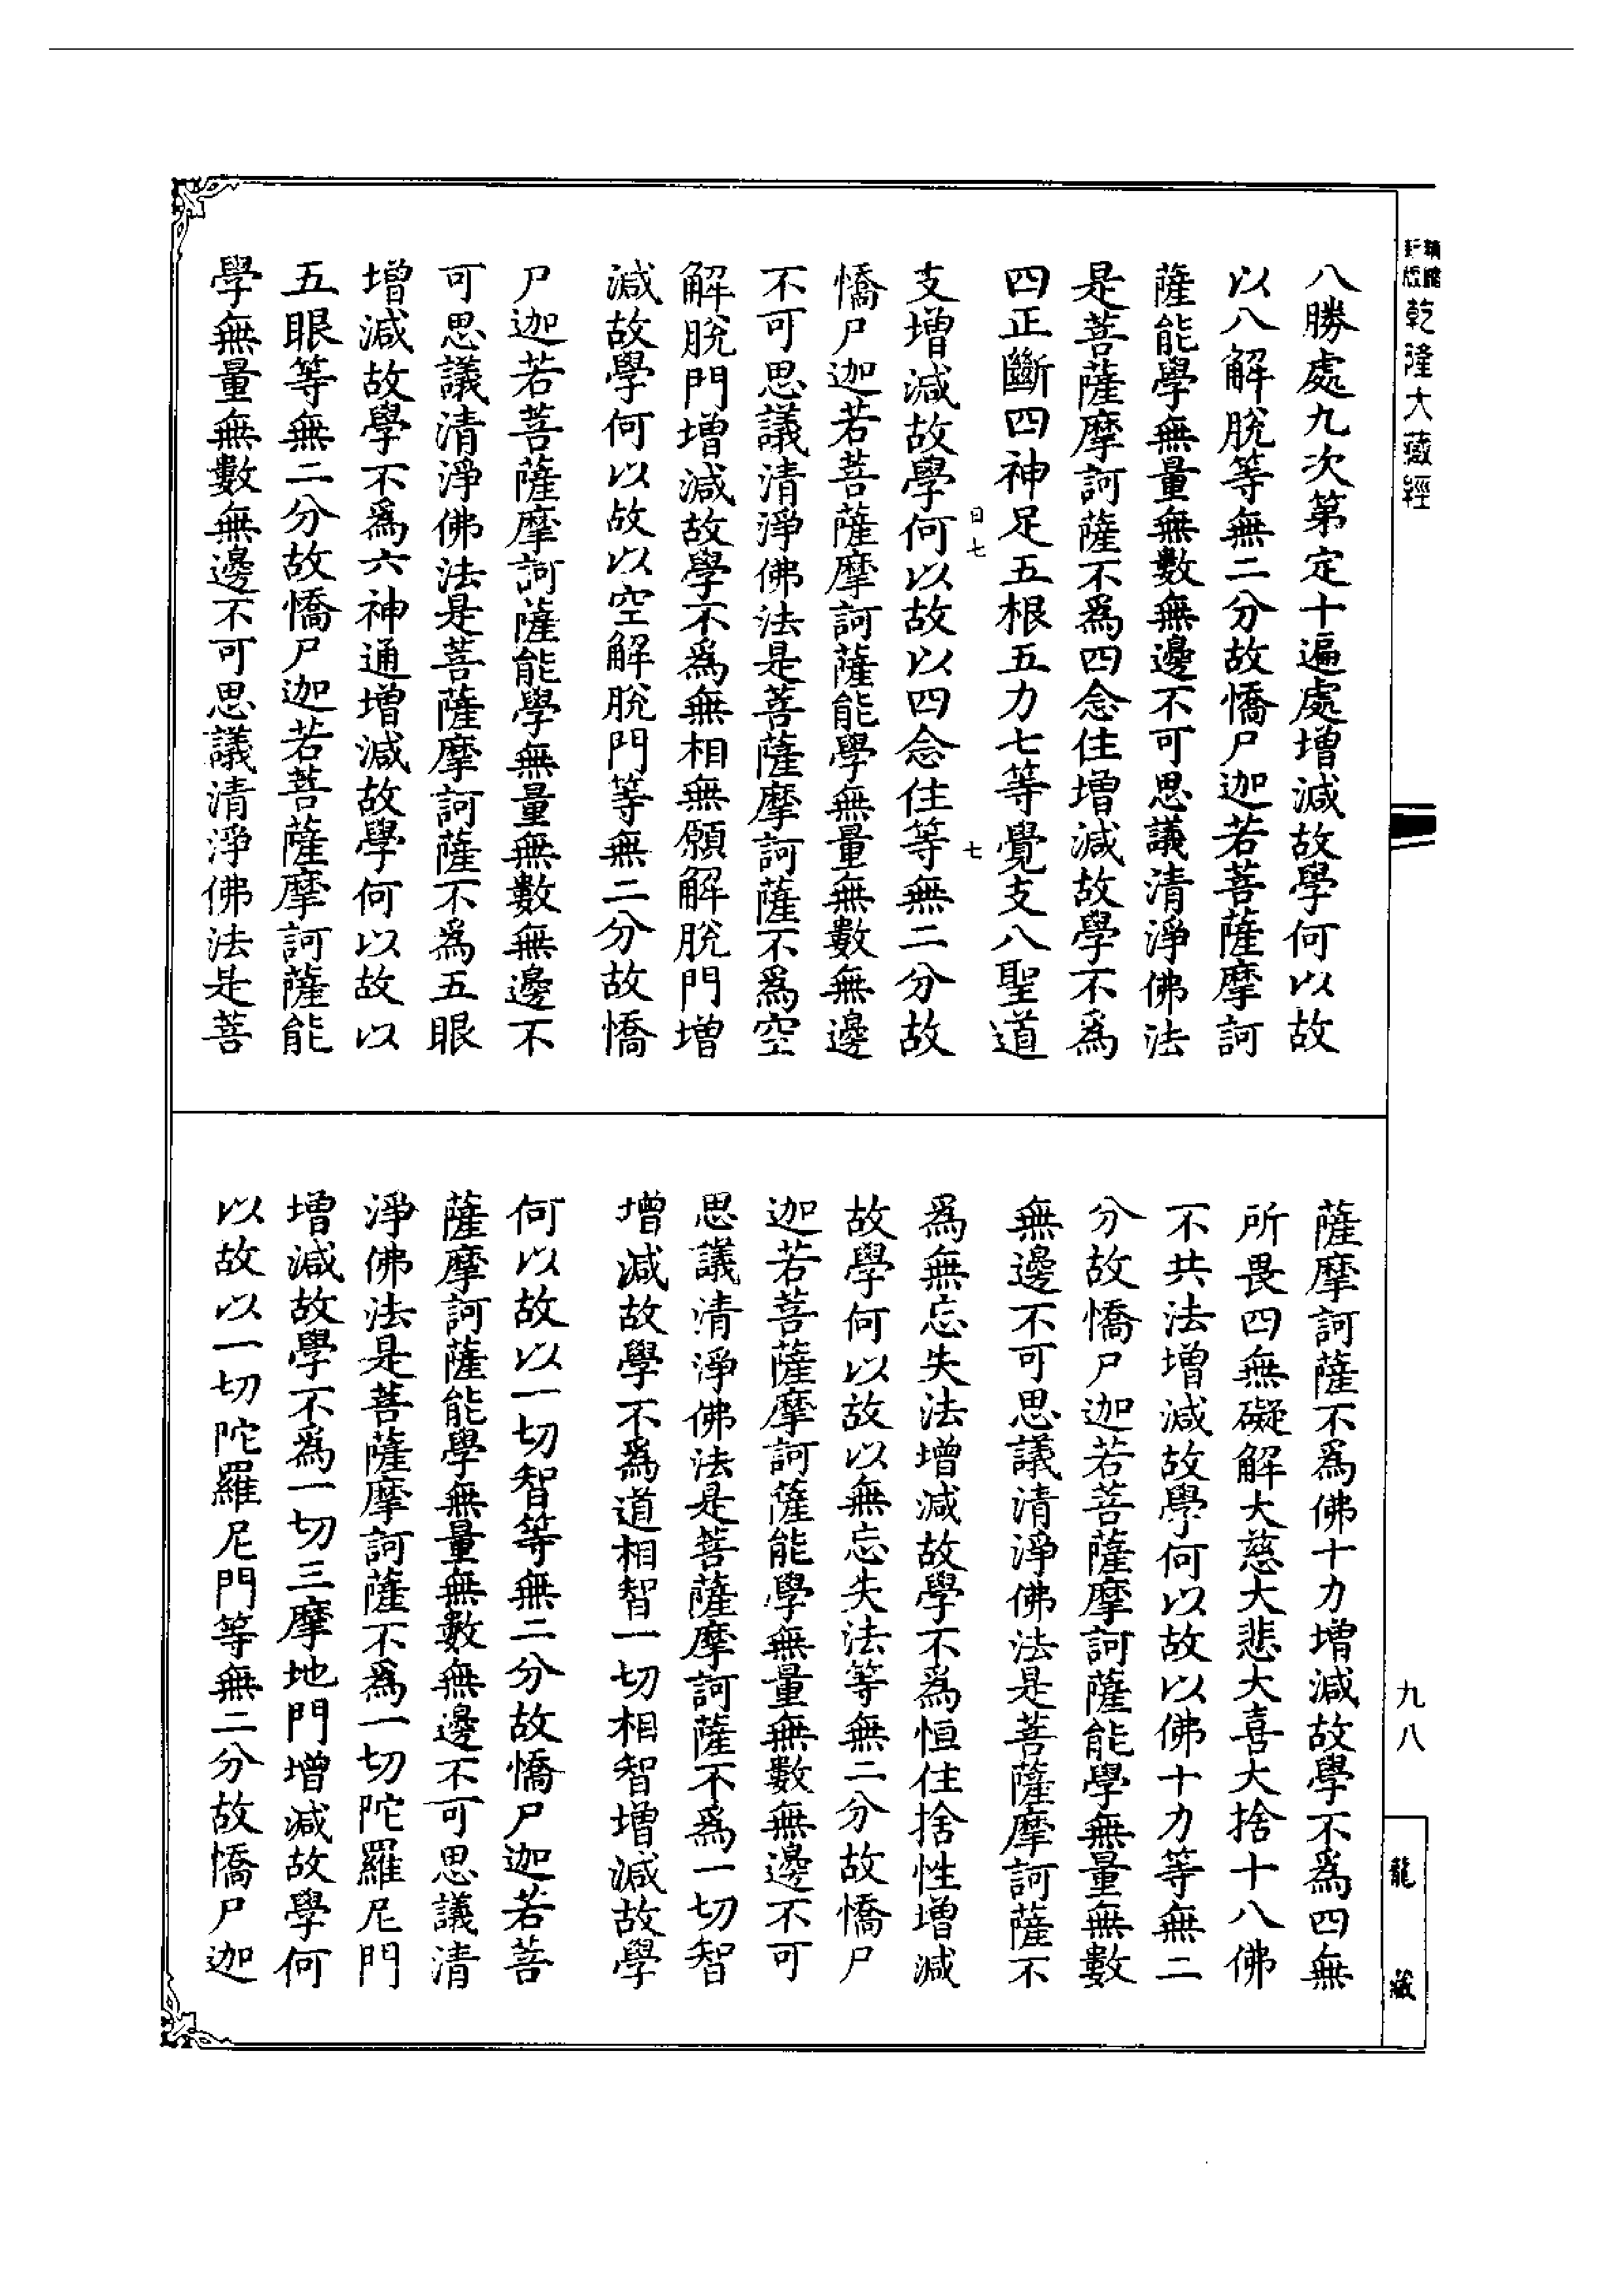 乾隆大藏經
八勝處九次第定十遍處增減故學何以故
以八解脫等無二分故憍尸迦若菩薩摩訶
薩能學無量無數無邊不可思議清淨佛法
是菩薩摩訶薩不為四念住增減故學不為
四正斷四神足五根五力七等覺支八聖道
日七 七
支增減故學何以故以四念住等無二分故
憍尸迦若菩薩摩訶薩能學無量無數無邊
不可思議清淨佛法是菩薩摩訶薩不為空
解脫門增減故學不為無相無願解脫門增
減故學何以故以空解脫門等無二分故憍
尸迦若菩薩摩訶薩能學無量無數無邊不
可思議清淨佛法是菩薩摩訶薩不為五眼
增減故學不為六神通增減故學何以故以
五眼等無二分故憍尸迦若菩薩摩訶薩能
學無量無數無邊不可思議清淨佛法是菩
薩摩訶薩不為佛十力增減故學不為四無
所畏四無礙解大慈大悲大喜大捨十八佛
不共法增減故學何以故以佛十力等無二
分故憍尸迦若菩薩摩訶薩能學無量無數
無邊不可思議清淨佛法是菩薩摩訶薩不
為無忘失法增減故學不為恒住捨性增減
故學何以故以無忘失法等無二分故憍尸
迦若菩薩摩訶薩能學無量無數無邊不可
思議清淨佛法是菩薩摩訶薩不為一切智
增減故學不為道相智一切相智增減故學
何以故以一切智等無二分故憍尸迦若菩
薩摩訶薩能學無量無數無邊不可思議清
淨佛法是菩薩摩訶薩不為一切陀羅尼門
增減故學不為一切三摩地門增減故學何
以故以一切陀羅尼門等無二分故憍尸迦
九八
龍藏